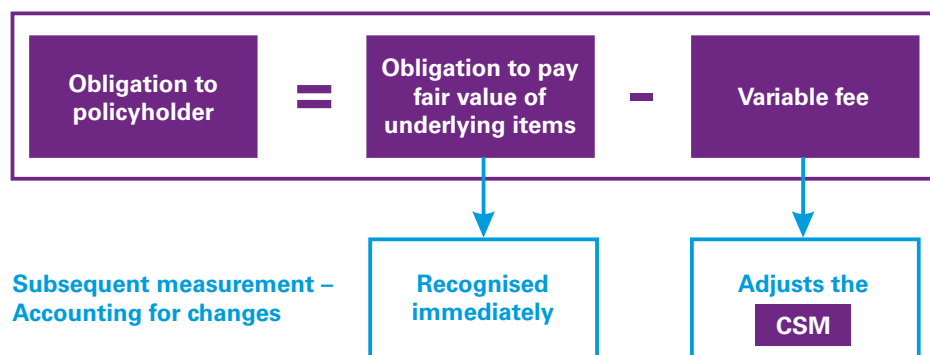 Obligation to
policyholder
=
Obligation to pay
fair value of
underlying items
-
Variable fee
Subsequent measurement –
Accounting for changes
Recognised
immediately
Adjusts the
CSM